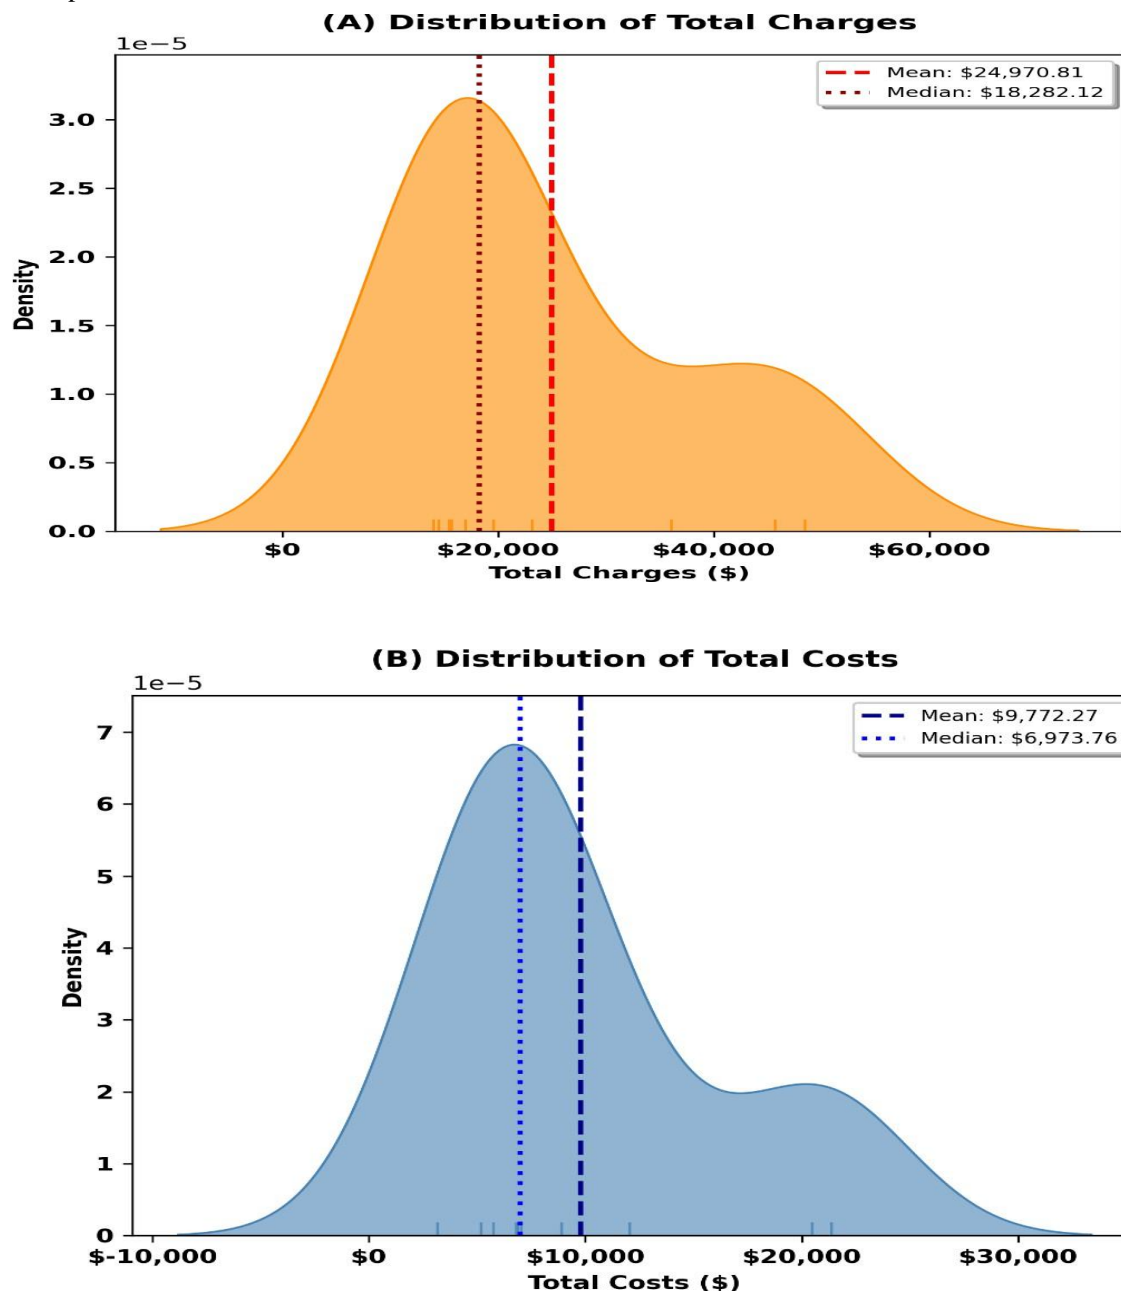 (A) Distribution of Total Charges
1e−5
Mean: $24,970.81
Median: $18,282.12
3.0
2.5
2.0
1.5
1.0
0.5
0.0
Density
$0 $20,000 $40,000 $60,000
Total Charges ($)
(B) Distribution of Total Costs
1e−5
Mean: $9,772.27
Median: $6,973.76
7
6
5
4
3
2
1
0
Density
$-10,000 $0 $10,000 $20,000 $30,000
Total Costs ($)